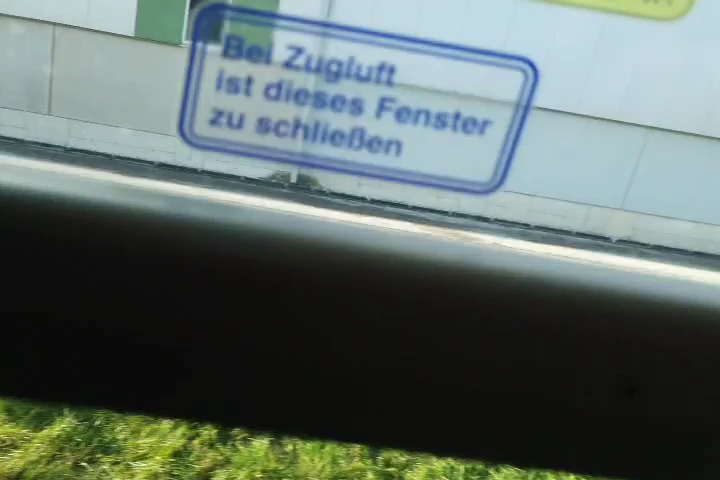 Bei Zugluft
ist dieses Fenster
zu schließen